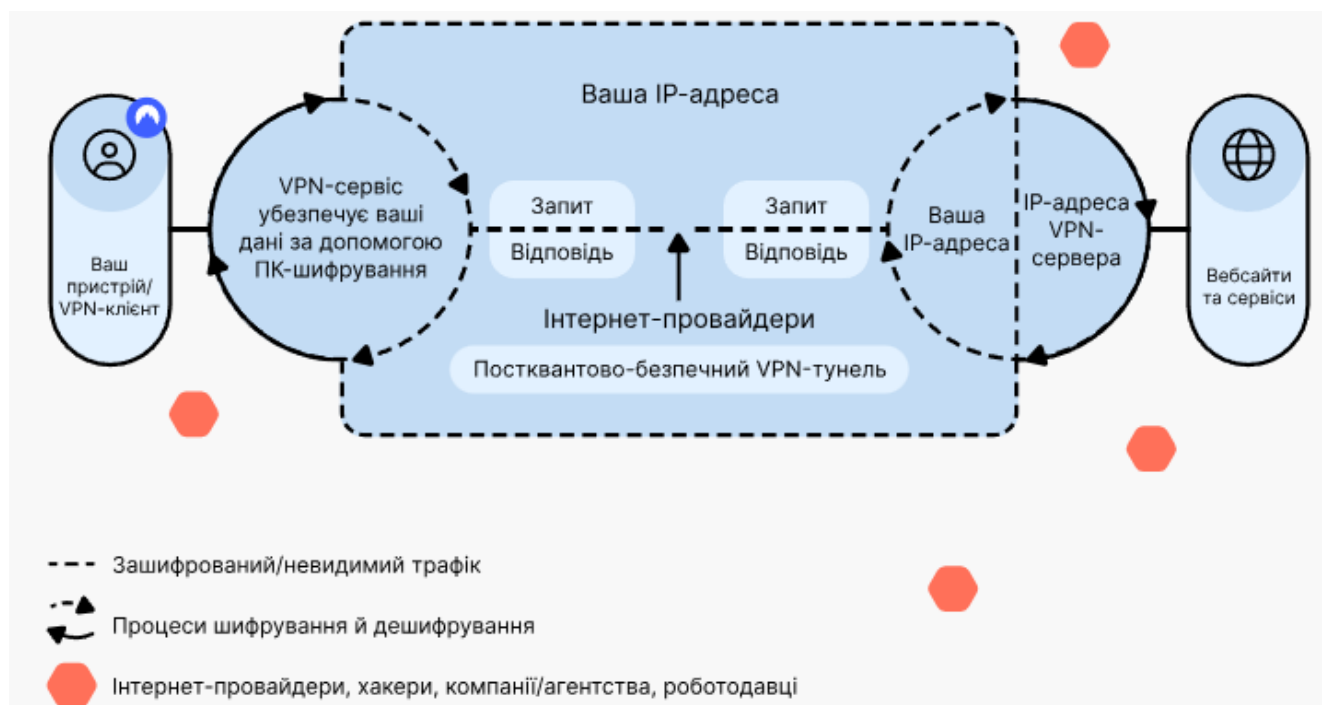 Ваша IP-адреса
VPN-сервіс
убезпечує ваші
дані за допомогою
ПК-шифрування
Ваш
пристрій/
VPN-клієнт
Запит
Відповідь
Запит
Відповідь
Ваша
IP-адреса
IP-адреса
VPN-
сервера
Вебсайти
та сервіси
Інтернет-провайдери
Постквантово-безпечний VPN-тунель
Зашифрований/невидимий трафік
Процеси шифрування й дешифрування
Інтернет-провайдери, хакери, компанії/агентства, роботодавці